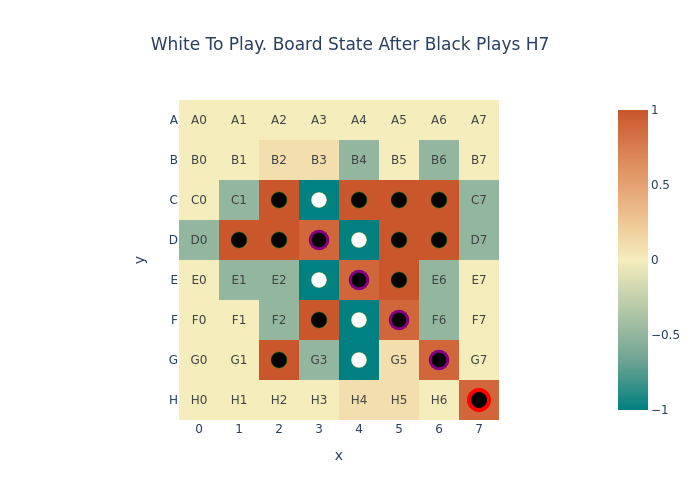 White To Play. Board State After Black Plays H7
A A0 A1 A2 A3 A4 A5 A6 A7
B B0 B1 B2 B3 B4 B5 B6 B7
C C0 C1 C7
D D0 D7
E E0 E1 E2 E6 E7
F F0 F1 F2 F6 F7
G G0 G1 G3 G5 G7
H H0 H1 H2 H3 H4 H5 H6
0 1 2 3 4 5 6 7
x
y
1
0.5
0
−0.5
−1